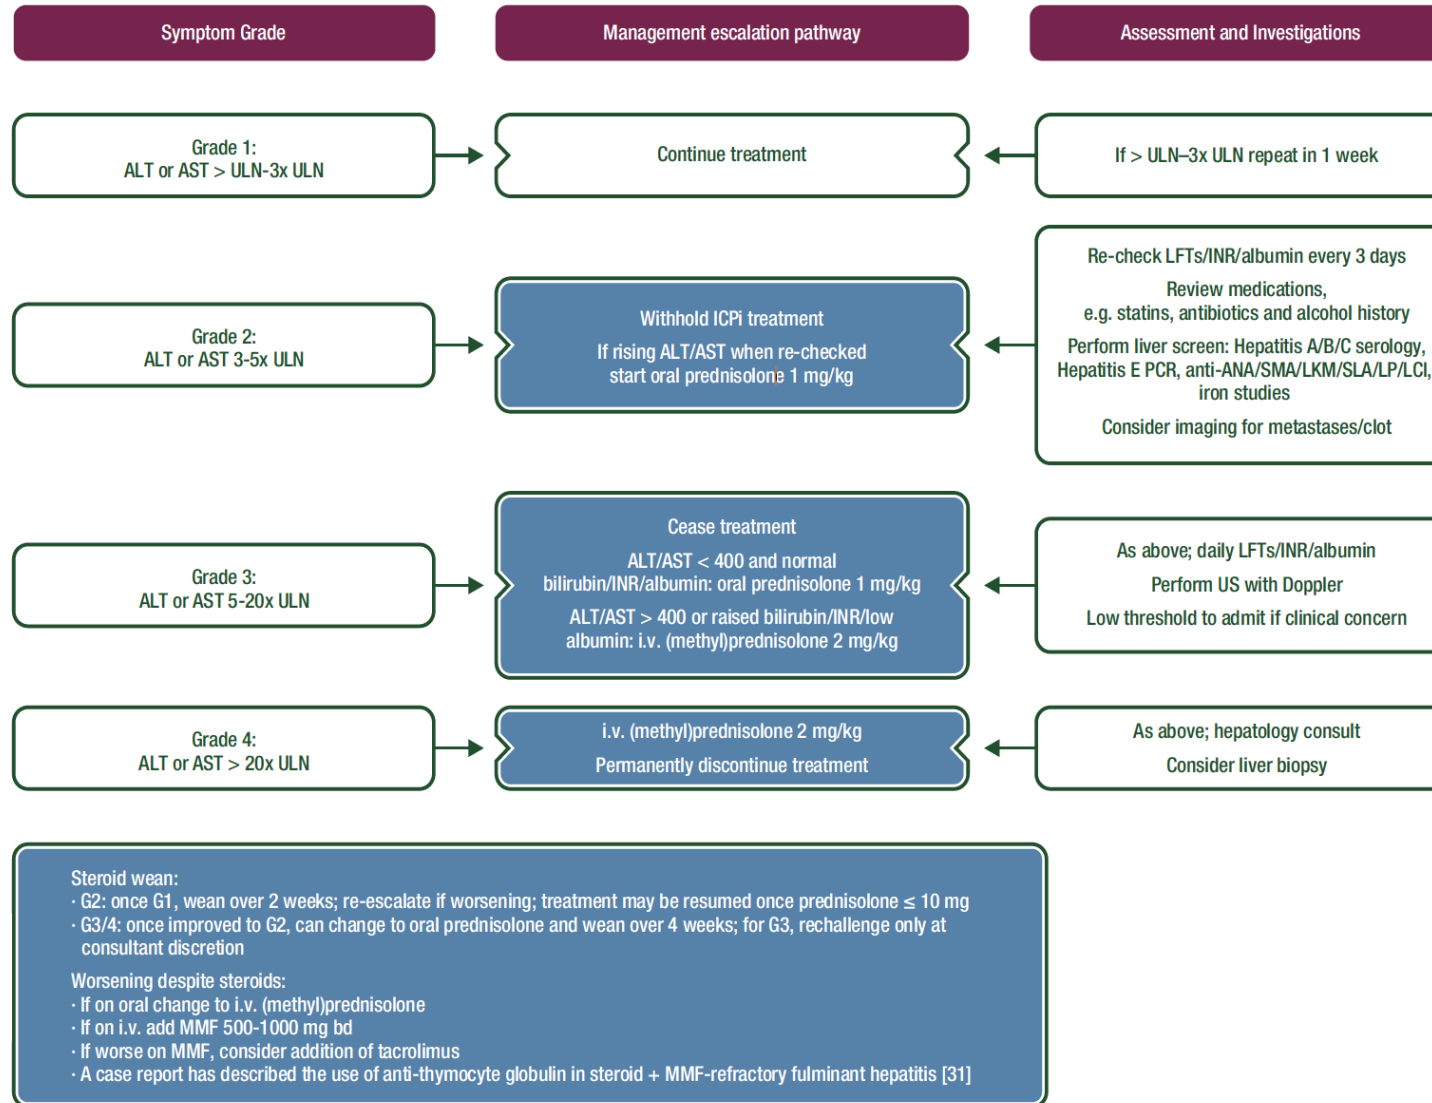 Symptom Grade
Management escalation pathway
Assessment and Investigations
Grade 1:
ALT or AST > ULN-3x ULN
Continue treatment
If > ULN–3x ULN repeat in 1 week
Grade 2:
ALT or AST 3-5x ULN
Withhold ICPi treatment
If rising ALT/AST when re-checked
start oral prednisolone 1 mg/kg
Re-check LFTs/INR/albumin every 3 days
Review medications,
e.g. statins, antibiotics and alcohol history
Perform liver screen: Hepatitis A/B/C serology,
Hepatitis E PCR, anti-ANA/SMA/LKM/SLA/LP/LCI,
iron studies
Consider imaging for metastases/clot
Grade 3:
ALT or AST 5-20x ULN
Cease treatment
ALT/AST < 400 and normal
bilirubin/INR/albumin: oral prednisolone 1 mg/kg
ALT/AST > 400 or raised bilirubin/INR/low
albumin: i.v. (methyl)prednisolone 2 mg/kg
As above; daily LFTs/INR/albumin
Perform US with Doppler
Low threshold to admit if clinical concern
Grade 4:
ALT or AST > 20x ULN
i.v. (methyl)prednisolone 2 mg/kg
Permanently discontinue treatment
As above; hepatology consult
Consider liver biopsy
Steroid wean:
· G2: once G1, wean over 2 weeks; re-escalate if worsening; treatment may be resumed once prednisolone ≤ 10 mg
· G3/4: once improved to G2, can change to oral prednisolone and wean over 4 weeks; for G3, rechallenge only at
consultant discretion
Worsening despite steroids:
· If on oral change to i.v. (methyl)prednisolone
· If on i.v. add MMF 500-1000 mg bd
· If worse on MMF, consider addition of tacrolimus
· A case report has described the use of anti-thymocyte globulin in steroid + MMF-refractory fulminant hepatitis [31]